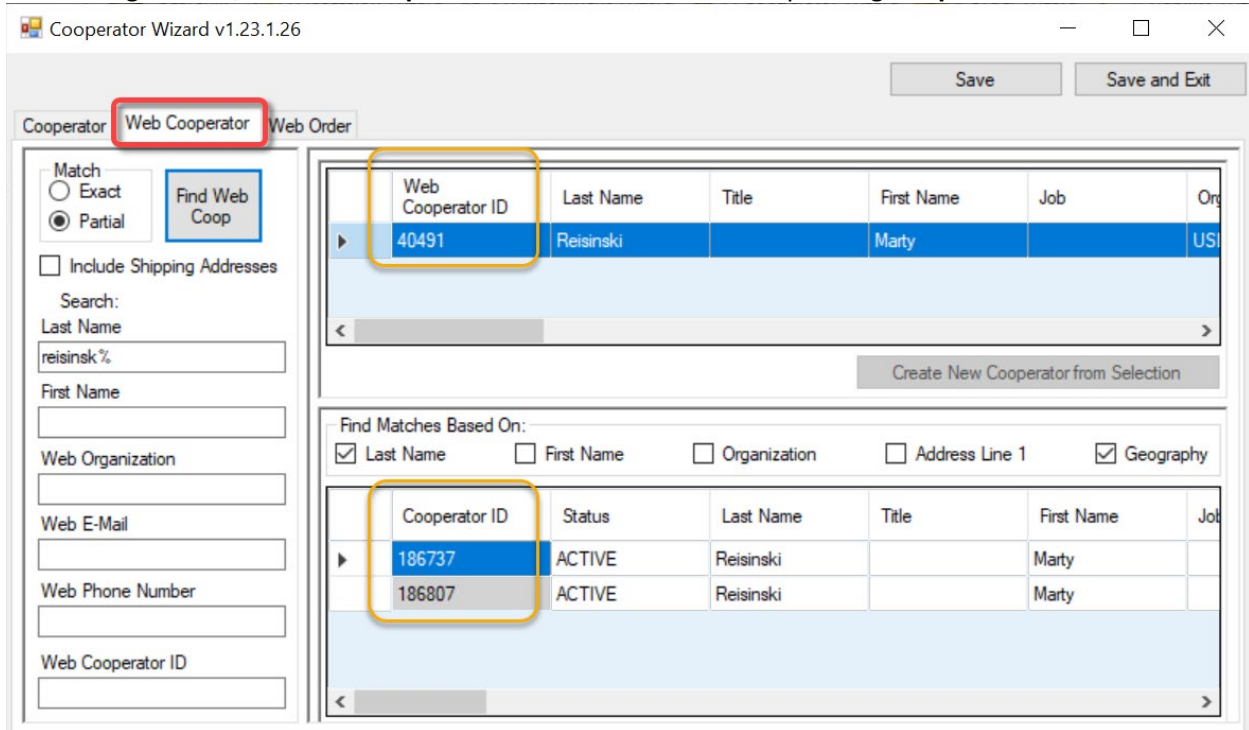 Cooperator Wizard v1.23.1.26
Save Save and Exit
Cooperator Web Cooperator Web Order
Match
Exact
Partial
Find Web
Coop
Include Shipping Addresses
Search:
Last Name
reisinsk%
First Name
Web Organization
Web E-Mail
Web Phone Number
Web Cooperator ID
Web
Cooperator ID Last Name Title First Name Job Org
40491 Reisinski Marty USI
Create New Cooperator from Selection
Find Matches Based On:
Last Name First Name Organization Address Line 1 Geography
Cooperator ID Status Last Name Title First Name Job
186737 ACTIVE Reisinski Marty
186807 ACTIVE Reisinski Marty